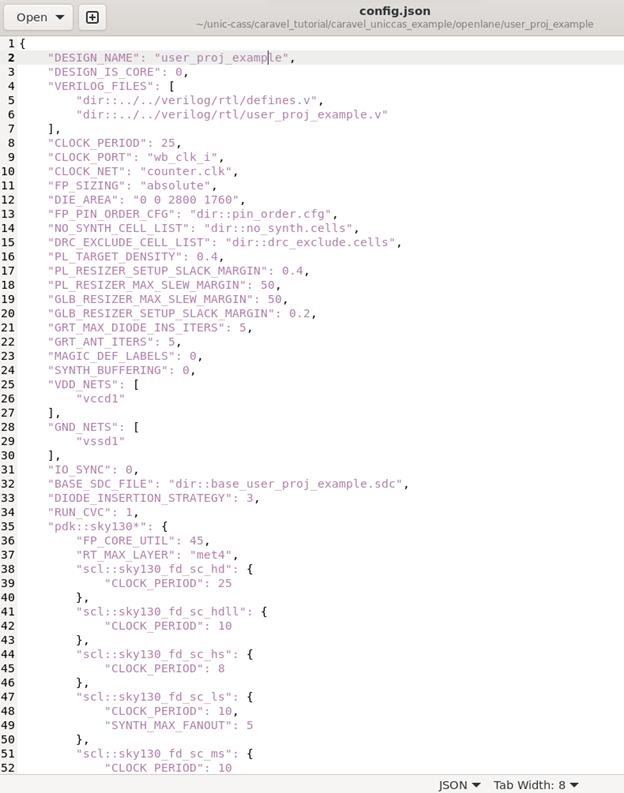 Open
config.json
~/unic-cass/caravel_tutorial/caravel_uniccas_example/openlane/user_proj_example
1 {
2     "DESIGN_NAME": "user_proj_example",
3     "DESIGN_IS_CORE": 0,
4     "VERILOG_FILES": [
5         "dir::../../verilog/rtl/defines.v",
6         "dir::../../verilog/rtl/user_proj_example.v"
7     ],
8     "CLOCK_PERIOD": 25,
9     "CLOCK_PORT": "wb_clk_i",
10     "CLOCK_NET": "counter.clk",
11     "FP_SIZING": "absolute",
12     "DIE_AREA": "0 0 2800 1760",
13     "FP_PIN_ORDER_CFG": "dir::pin_order.cfg",
14     "NO_SYNTH_CELL_LIST": "dir::no_synth.cells",
15     "DRC_EXCLUDE_CELL_LIST": "dir::drc_exclude.cells",
16     "PL_TARGET_DENSITY": 0.4,
17     "PL_RESIZER_SETUP_SLACK_MARGIN": 0.4,
18     "PL_RESIZER_MAX_SLEW_MARGIN": 50,
19     "GLB_RESIZER_MAX_SLEW_MARGIN": 50,
20     "GLB_RESIZER_SETUP_SLACK_MARGIN": 0.2,
21     "GRT_MAX_DIODE_INS_ITERS": 5,
22     "GRT_ANT_ITERS": 5,
23     "MAGIC_DEF_LABELS": 0,
24     "SYNTH_BUFFERING": 0,
25     "VDD_NETS": [
26         "vccd1"
27     ],
28     "GND_NETS": [
29         "vssd1"
30     ],
31     "IO_SYNC": 0,
32     "BASE_SDC_FILE": "dir::base_user_proj_example.sdc",
33     "DIODE_INSERTION_STRATEGY": 3,
34     "RUN_CVC": 1,
35     "pdk::sky130*": {
36         "FP_CORE_UTIL": 45,
37         "RT_MAX_LAYER": "met4",
38         "scl::sky130_fd_sc_hd": {
39             "CLOCK_PERIOD": 25
40         },
41         "scl::sky130_fd_sc_hdll": {
42             "CLOCK_PERIOD": 10
43         },
44         "scl::sky130_fd_sc_hs": {
45             "CLOCK_PERIOD": 8
46         },
47         "scl::sky130_fd_sc_ls": {
48             "CLOCK_PERIOD": 10,
49             "SYNTH_MAX_FANOUT": 5
50         },
51         "scl::sky130_fd_sc_ms": {
52             "CLOCK_PERIOD": 10
JSON Tab Width: 8